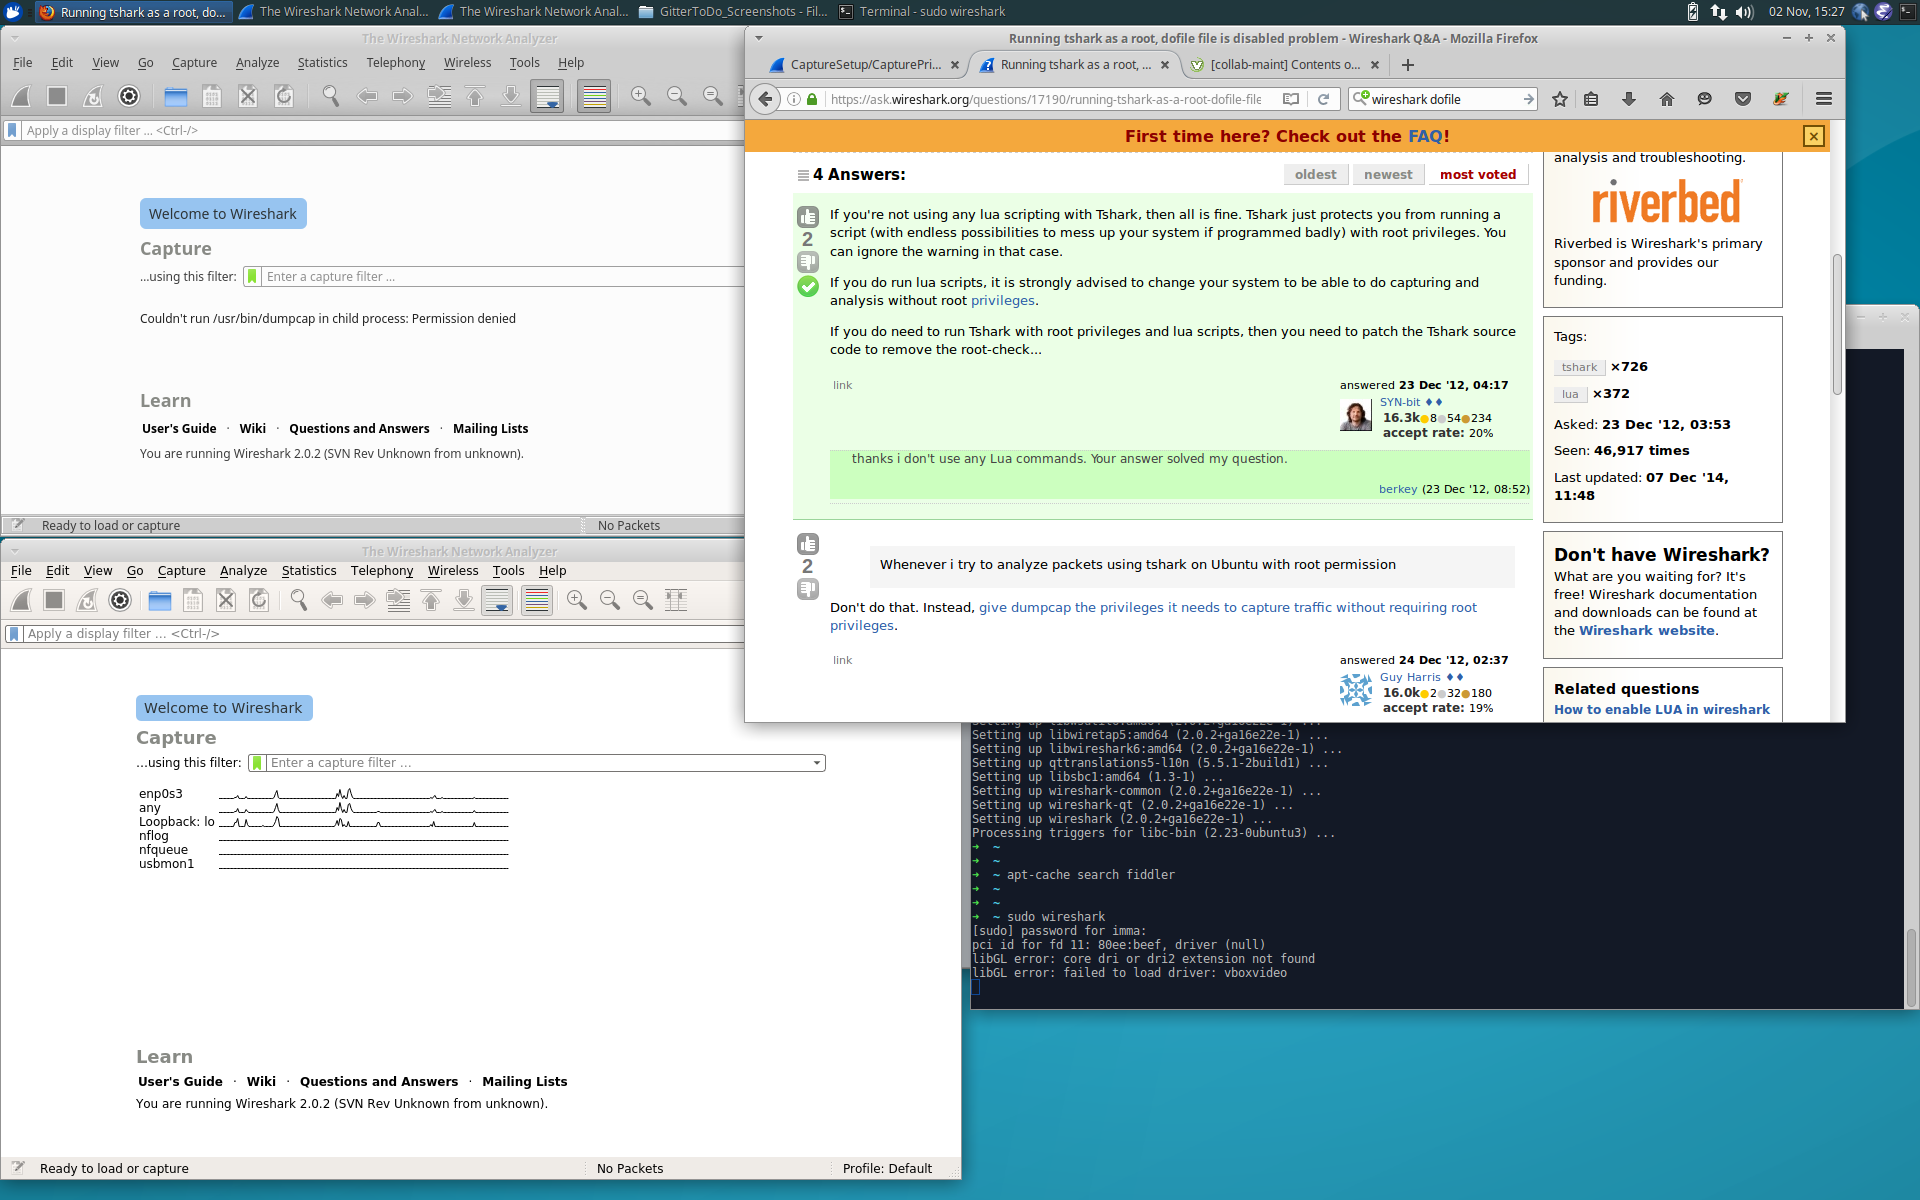 Running tshark as a root, do...
The Wireshark Network Anal...
The Wireshark Network Anal...
GitterToDo_Screenshots - Fil...
Terminal - sudo wireshark
02 Nov, 15:27
The Wireshark Network Analyzer
File Edit View Go Capture Analyze Statistics Telephony Wireless Tools Help
Apply a display filter ... <Ctrl-/>
Welcome to Wireshark
Capture
...using this filter: Enter a capture filter ...
Couldn't run /usr/bin/dumpcap in child process: Permission denied
Learn
User's Guide · Wiki · Questions and Answers · Mailing Lists
You are running Wireshark 2.0.2 (SVN Rev Unknown from unknown).
Ready to load or capture No Packets
The Wireshark Network Analyzer
File Edit View Go Capture Analyze Statistics Telephony Wireless Tools Help
Apply a display filter ... <Ctrl-/>
Welcome to Wireshark
Capture
...using this filter: Enter a capture filter ...
enp0s3
any
Loopback: lo
nflog
nfqueue
usbmon1
Learn
User's Guide · Wiki · Questions and Answers · Mailing Lists
You are running Wireshark 2.0.2 (SVN Rev Unknown from unknown).
Ready to load or capture No Packets Profile: Default
Running tshark as a root, dofile file is disabled problem - Wireshark Q&A - Mozilla Firefox
CaptureSetup/CapturePri...
Running tshark as a root, ...
[collab-maint] Contents o...
https://ask.wireshark.org/questions/17190/running-tshark-as-a-root-dofile-file
wireshark dofile
First time here? Check out the FAQ!
4 Answers:
oldest newest most voted
2
If you're not using any lua scripting with Tshark, then all is fine. Tshark just protects you from running a
script (with endless possibilities to mess up your system if programmed badly) with root privileges. You
can ignore the warning in that case.
If you do run lua scripts, it is strongly advised to change your system to be able to do capturing and
analysis without root privileges.
If you do need to run Tshark with root privileges and lua scripts, then you need to patch the Tshark source
code to remove the root-check...
link
answered 23 Dec '12, 04:17
SYN-bit ♦♦
16.3k●8●54●234
accept rate: 20%
thanks i don't use any Lua commands. Your answer solved my question.
berkey (23 Dec '12, 08:52)
2
Whenever i try to analyze packets using tshark on Ubuntu with root permission
Don't do that. Instead, give dumpcap the privileges it needs to capture traffic without requiring root
privileges.
link
answered 24 Dec '12, 02:37
Guy Harris ♦♦
16.0k●2●32●180
accept rate: 19%
analysis and troubleshooting.
riverbed
Riverbed is Wireshark's primary
sponsor and provides our
funding.
Tags:
tshark ×726
lua ×372
Asked: 23 Dec '12, 03:53
Seen: 46,917 times
Last updated: 07 Dec '14,
11:48
Don't have Wireshark?
What are you waiting for? It's
free! Wireshark documentation
and downloads can be found at
the Wireshark website.
Related questions
How to enable LUA in wireshark
Setting up libwiretap5:amd64 (2.0.2+ga16e22e-1) ...
Setting up libwireshark6:amd64 (2.0.2+ga16e22e-1) ...
Setting up qttranslations5-l10n (5.5.1-2build1) ...
Setting up libsbc1:amd64 (1.3-1) ...
Setting up wireshark-common (2.0.2+ga16e22e-1) ...
Setting up wireshark-qt (2.0.2+ga16e22e-1) ...
Setting up wireshark (2.0.2+ga16e22e-1) ...
Processing triggers for libc-bin (2.23-0ubuntu3) ...
➜ ~
➜ ~
➜ ~ apt-cache search fiddler
➜ ~
➜ ~
➜ ~ sudo wireshark
[sudo] password for imma:
pci id for fd 11: 80ee:beef, driver (null)
libGL error: core dri or dri2 extension not found
libGL error: failed to load driver: vboxvideo